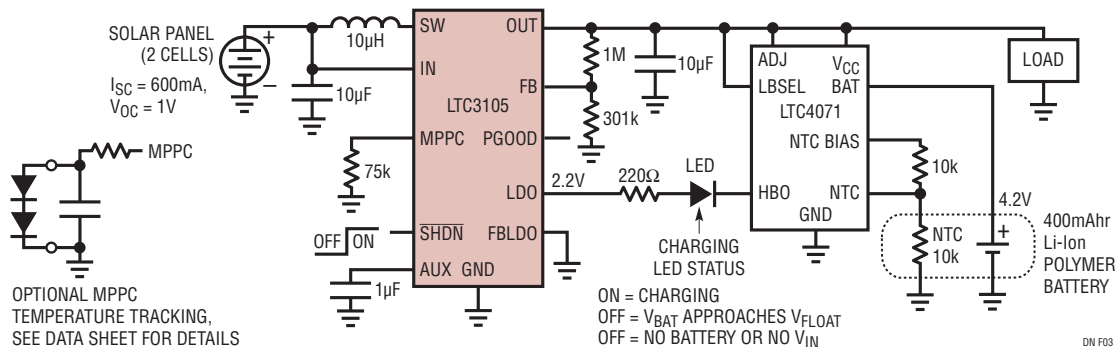 SOLAR PANEL
(2 CELLS)
I_SC = 600mA,
V_OC = 1V
+
–
10µH
10µF
SW
IN
MPPC
SHDN
AUX
GND
OUT
FB
PGOOD
LDO
FBLDO
LTC3105
75k
OFF
ON
1µF
MPPC
OPTIONAL MPPC
TEMPERATURE TRACKING,
SEE DATA SHEET FOR DETAILS
1M
301k
10µF
2.2V
220Ω
LED
CHARGING
LED STATUS
ADJ
V_CC
LBSEL
BAT
LTC4071
NTC BIAS
HBO
NTC
GND
LOAD
10k
NTC
10k
4.2V
+
400mAhr
Li-Ion
POLYMER
BATTERY
ON = CHARGING
OFF = V_BAT APPROACHES V_FLOAT
OFF = NO BATTERY OR NO V_IN
DN F03